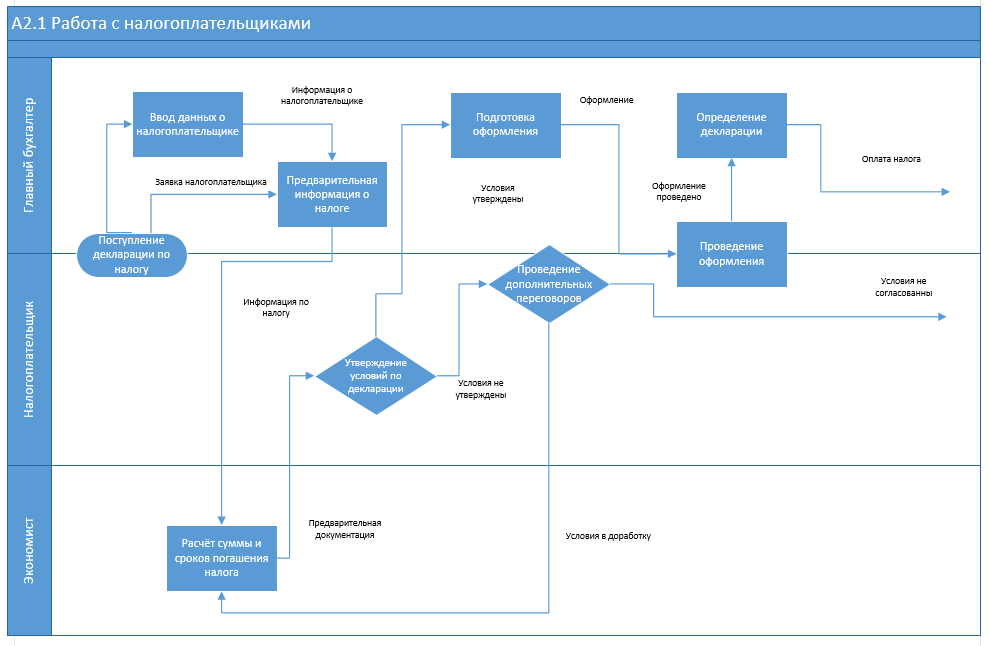 А2.1 Работа с налогоплательщиками
Главный бухгалтер
Ввод данных о
налогоплательщике
Информация о
налогоплательщике
Предварительная
информация о
налоге
Заявка налогоплательщика
Поступление
декларации по
налогу
Подготовка
оформления
Оформление
Условия
утверждены
Определение
декларации
Оплата налога
Оформление
проведено
Проведение
оформления
Налогоплательщик
Информация по
налогу
Утверждение
условий по
декларации
Условия не
утверждены
Проведение
дополнительных
переговоров
Условия не
согласованны
Экономист
Расчёт суммы и
сроков погашения
налога
Предварительная
документация
Условия в доработку